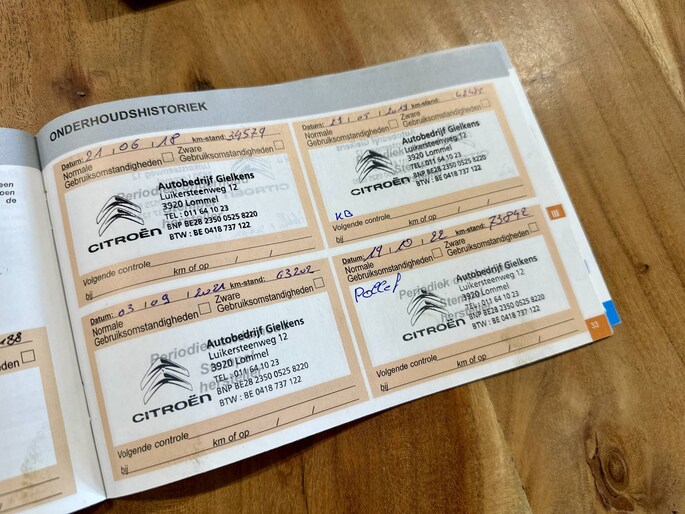 een
oen
de
188
den
ONDERHOUDSHISTORIEK
Datum: 21 . 06 . 18 km-stand: 34579
Normale Zware
Gebruiksomstandigheden Gebruiksomstandigheden
Autobedrijf Gielkens
Luikersteenweg 12
3920 Lommel
TEL : 011 64 10 23
BNP BE28 2350 0525 8220
BTW : BE 0418 737 122
CITROËN
Volgende controle
bij km of op / /
Datum: 21 . 05 . 2019 km-stand:
Normale Zware
Gebruiksomstandigheden Gebruiksomstandigheden
Autobedrijf Gielkens
Luikersteenweg 12
3920 Lommel
TEL : 011 64 10 23
BNP BE28 2350 0525 8220
BTW : BE 0418 737 122
CITROËN
KB
Volgende controle
bij km of op / /
Datum: 03 . 09 . 2021 km-stand: 63202
Normale Zware
Gebruiksomstandigheden Gebruiksomstandigheden
Autobedrijf Gielkens
Luikersteenweg 12
3920 Lommel
TEL : 011 64 10 23
BNP BE28 2350 0525 8220
BTW : BE 0418 737 122
CITROËN
Volgende controle
bij km of op / /
Datum: 19 . 10 . 22 km-stand: 73842
Normale Zware
Gebruiksomstandigheden Gebruiksomstandigheden
Autobedrijf Gielkens
Luikersteenweg 12
3920 Lommel
TEL : 011 64 10 23
BNP BE28 2350 0525 8220
BTW : BE 0418 737 122
CITROËN
Volgende controle
bij km of op / /
III
33